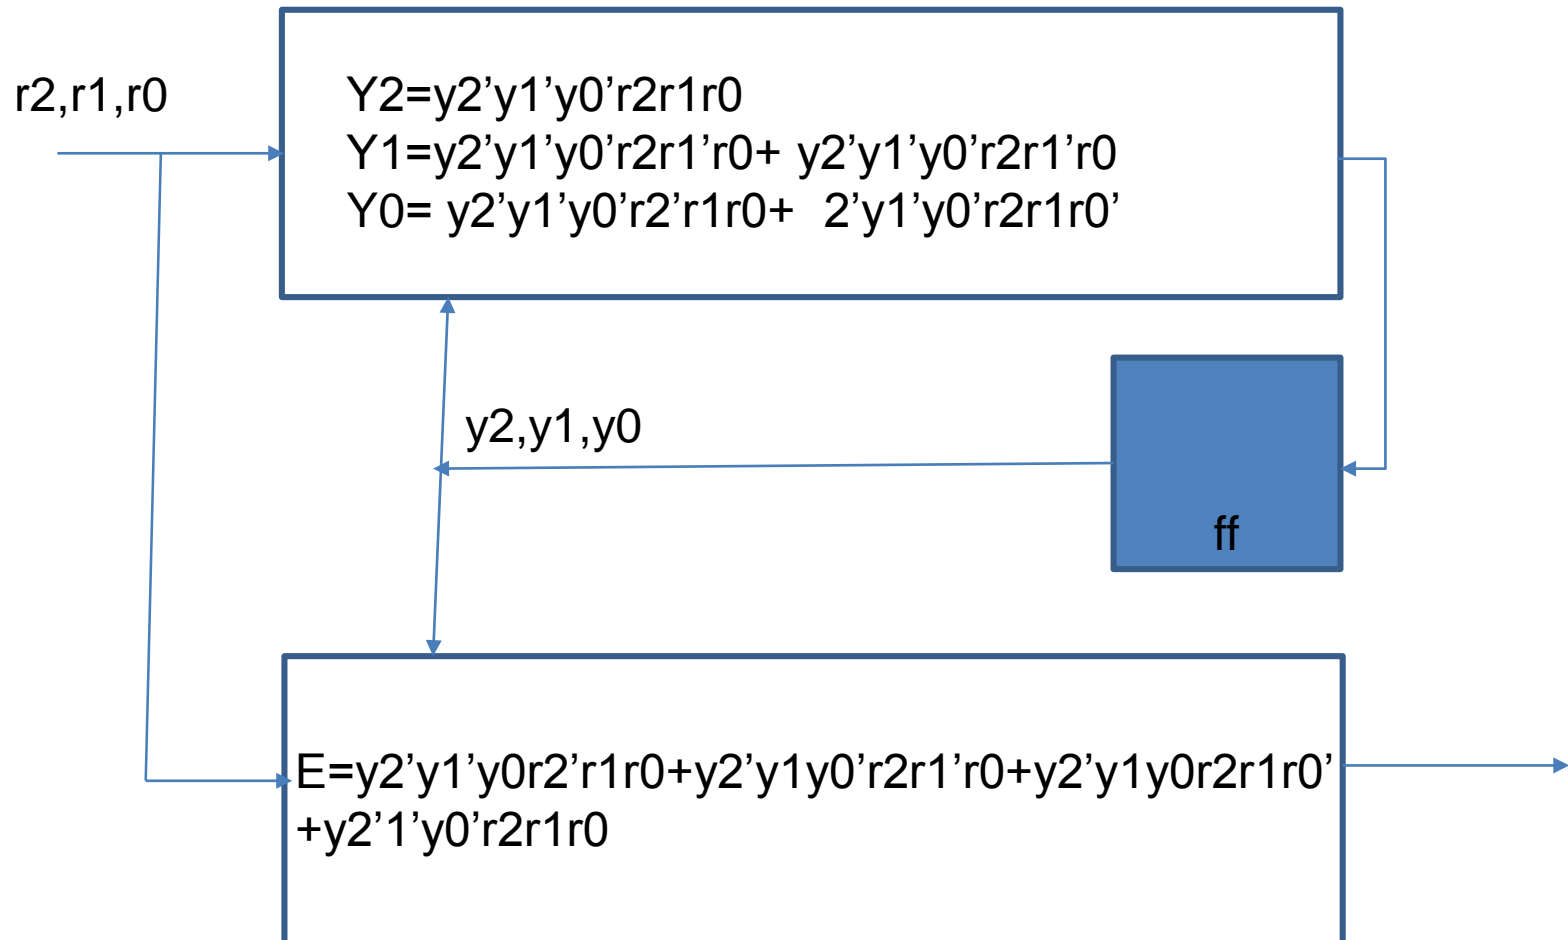 r2,r1,r0
Y2=y2’y1’y0’r2r1r0
Y1=y2’y1’y0’r2r1’r0+ y2’y1’y0’r2r1’r0
Y0= y2’y1’y0’r2’r1r0+  2’y1’y0’r2r1r0’
y2,y1,y0
ff
E=y2’y1’y0r2’r1r0+y2’y1y0’r2r1’r0+y2’y1y0r2r1r0’
+y2’1’y0’r2r1r0